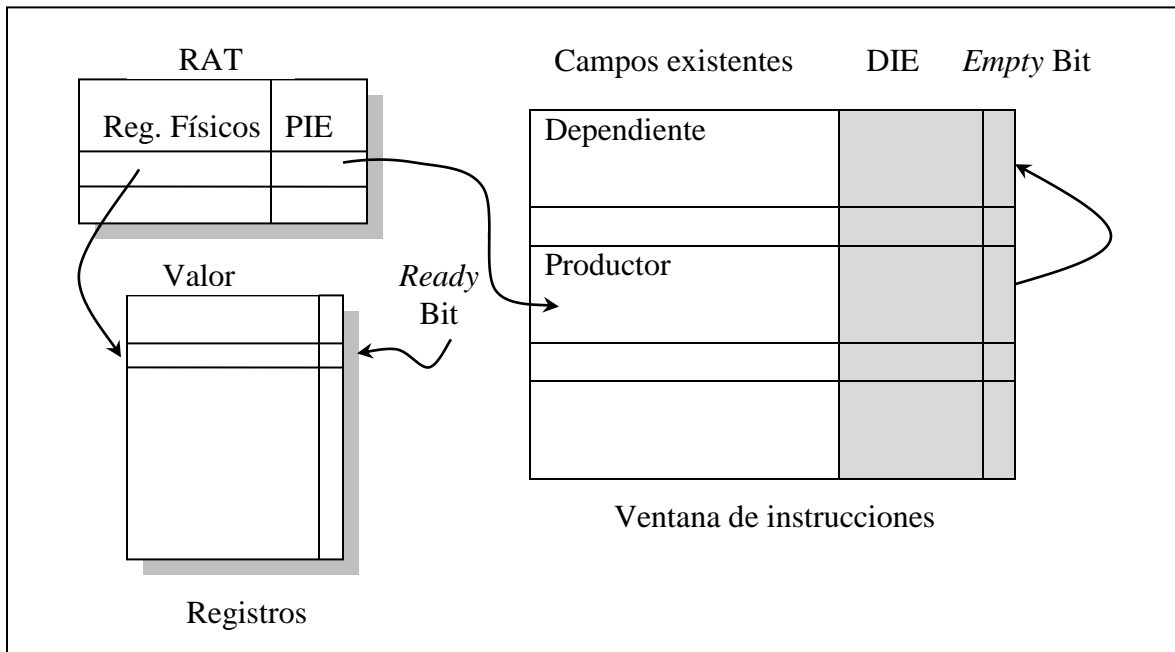 RAT
Reg. Físicos PIE
Valor
Ready
Bit
Registros
Campos existentes DIE Empty Bit
Dependiente
Productor
Ventana de instrucciones